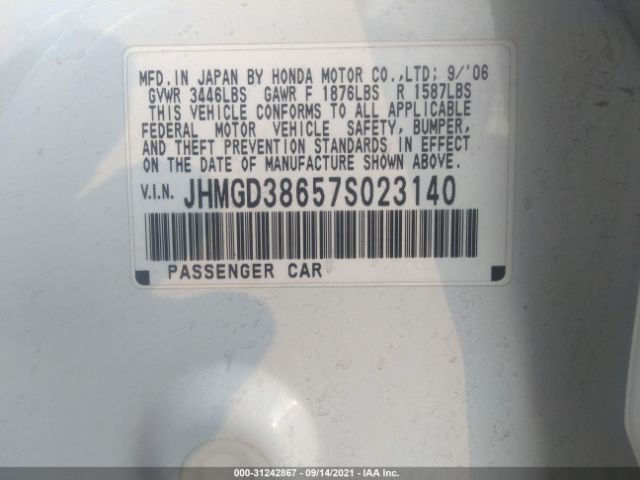 MFD. IN JAPAN BY HONDA MOTOR CO.,LTD; 9/'06
GVWR 3446LBS GAWR F 1876LBS R 1587LBS
THIS VEHICLE CONFORMS TO ALL APPLICABLE
FEDERAL MOTOR VEHICLE SAFETY, BUMPER,
AND THEFT PREVENTION STANDARDS IN EFFECT
ON THE DATE OF MANUFACTURE SHOWN ABOVE.
V.I.N. JHMGD38657S023140
PASSENGER CAR
000-31242867 - 09/14/2021 - IAA Inc.